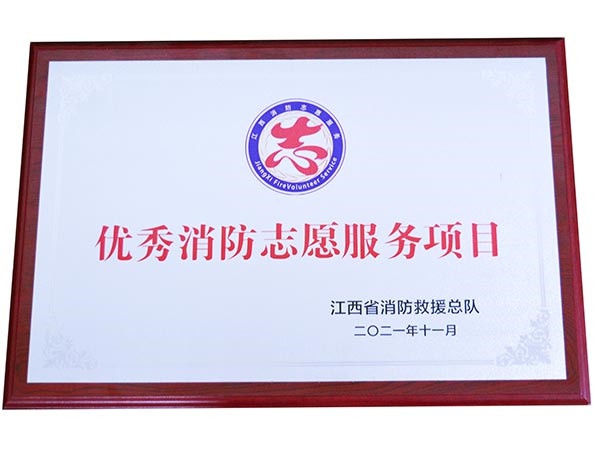 江西消防志愿服务
志
JiangXi FireVolunteer Service
优秀消防志愿服务项目
江西省消防救援总队
二〇二一年十一月